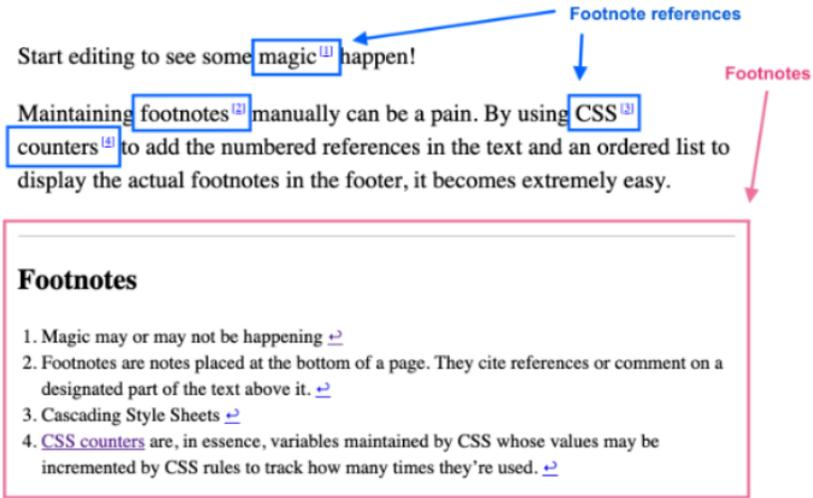 Footnote references
Start editing to see some magic [1] happen!
Footnotes
Maintaining footnotes [2] manually can be a pain. By using CSS [3]
counters [4] to add the numbered references in the text and an ordered list to
display the actual footnotes in the footer, it becomes extremely easy.
Footnotes
1. Magic may or may not be happening ↩
2. Footnotes are notes placed at the bottom of a page. They cite references or comment on a
designated part of the text above it. ↩
3. Cascading Style Sheets ↩
4. CSS counters are, in essence, variables maintained by CSS whose values may be
incremented by CSS rules to track how many times they're used. ↩